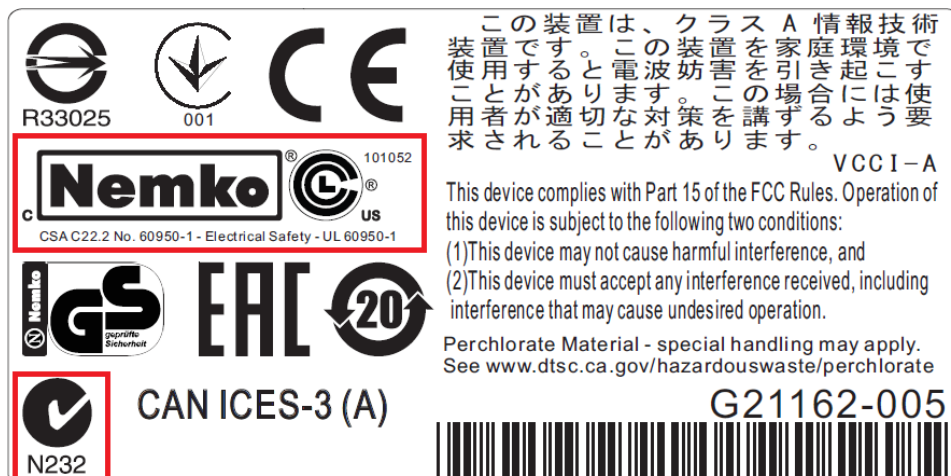 R33025
001
CE
Nemko ® 101052
C LC ® US
CSA C22.2 No. 60950-1 - Electrical Safety - UL 60950-1
Nemko
GS
geprüfte
Sicherheit
EAC
20
N232
CAN ICES-3 (A)
この装置は、クラス A 情報技術
装置です。この装置を家庭環境で
使用すると電波妨害を引き起こす
ことがあります。この場合には使
用者が適切な対策を講ずるよう要
求されることがあります。
VCCI-A
This device complies with Part 15 of the FCC Rules. Operation of
this device is subject to the following two conditions:
(1)This device may not cause harmful interference, and
(2)This device must accept any interference received, including
interference that may cause undesired operation.
Perchlorate Material - special handling may apply.
See www.dtsc.ca.gov/hazardouswaste/perchlorate
G21162-005